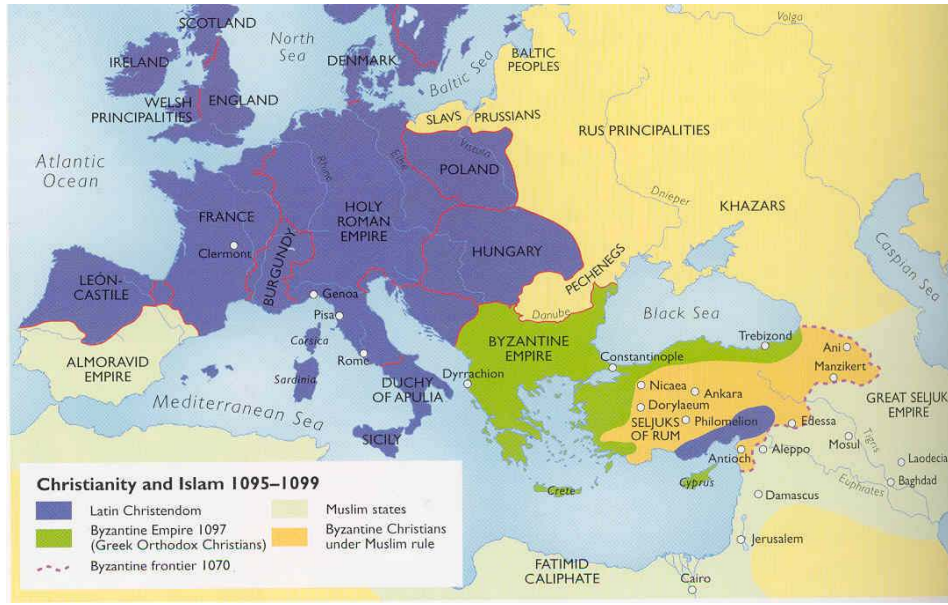 SCOTLAND
Volga
North
Sea
IRELAND
DENMARK
Baltic Sea
BALTIC
PEOPLES
WELSH
PRINCIPALITIES
ENGLAND
SLAVS
PRUSSIANS
RUS PRINCIPALITIES
Atlantic
Ocean
Rhine
Elbe
Vistula
POLAND
Dnieper
FRANCE
Clermont
HOLY
ROMAN
EMPIRE
KHAZARS
BURGUNDY
HUNGARY
PECHENEGS
Caspian Sea
LEÓN-
CASTILE
Genoa
Pisa
Danube
Black Sea
ALMORAVID
EMPIRE
Corsica
Rome
BYZANTINE
EMPIRE
Constantinople
Trebizond
Ani
Manzikert
Sardinia
DUCHY
OF APULIA
Dyrrachion
Nicaea
Ankara
Dorylaeum
GREAT SELJUK
EMPIRE
Mediterranean Sea
SELJUKS
OF RUM
Philomelion
Edessa
Tigris
SICILY
Antioch
Aleppo
Mosul
Laodecia
Cyprus
Euphrates
Baghdad
Crete
Damascus
Jerusalem
FATIMID
CALIPHATE
Cairo
Christianity and Islam 1095–1099
Latin Christendom
Muslim states
Byzantine Empire 1097
(Greek Orthodox Christians)
Byzantine Christians
under Muslim rule
Byzantine frontier 1070